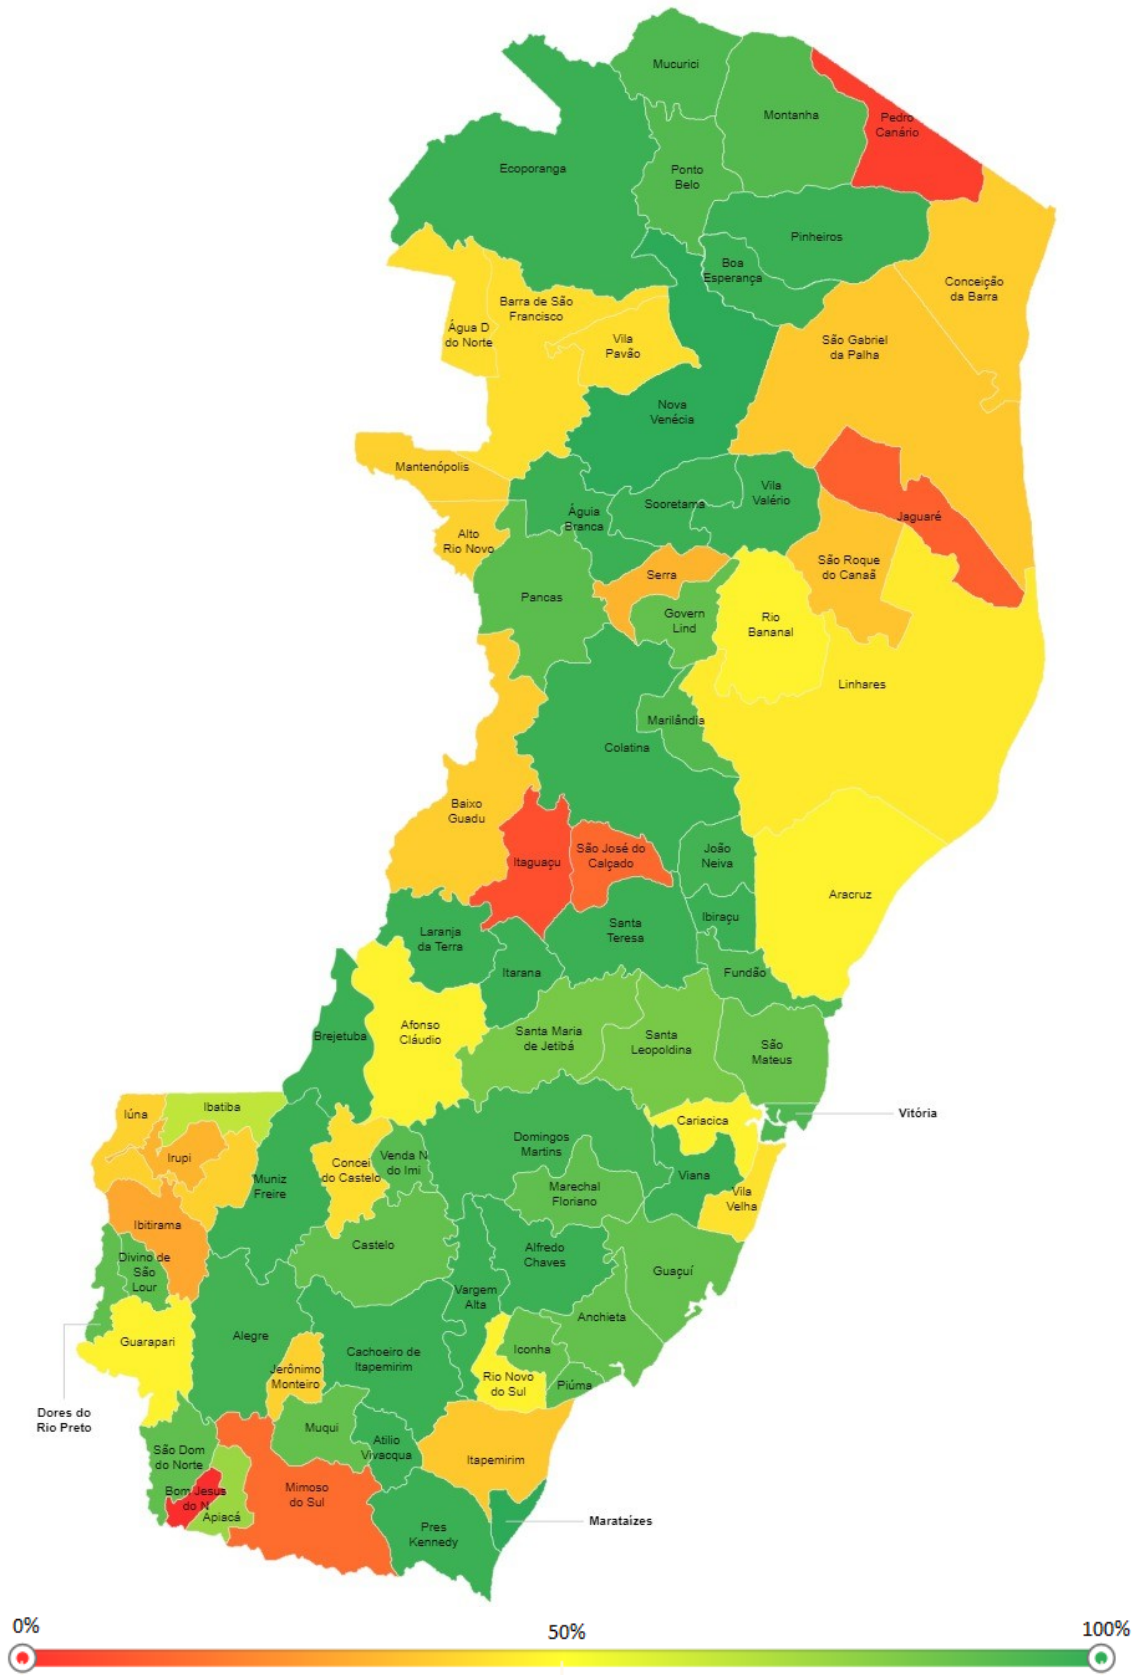 Mucurici
Montanha
Pedro
Canário
Ecoporanga
Ponto
Belo
Pinheiros
Boa
Esperança
Conceição
da Barra
Barra de São
Francisco
Água D
do Norte
Vila
Pavão
São Gabriel
da Palha
Nova
Venécia
Mantenópolis
Vila
Valério
Sooretama
Águia
Branca
Jaguaré
Alto
Rio Novo
São Roque
do Canaã
Serra
Pancas
Govern
Lind
Rio
Bananal
Linhares
Marilândia
Colatina
Baixo
Guadu
Itaguaçu
São José do
Calçado
João
Neiva
Aracruz
Ibiraçu
Santa
Teresa
Laranja
da Terra
Itarana
Fundão
Afonso
Cláudio
Brejetuba
Santa Maria
de Jetibá
Santa
Leopoldina
São
Mateus
Iúna
Ibatiba
Vitória
Cariacica
Irupi
Domingos
Martins
Venda N
do Imi
Concei
do Castelo
Muniz
Freire
Viana
Marechal
Floriano
Vila
Velha
Ibitirama
Castelo
Alfredo
Chaves
Divino de
São
Lour
Guaçuí
Vargem
Alta
Anchieta
Guarapari
Alegre
Cachoeiro de
Itapemirim
Iconha
Jerônimo
Monteiro
Rio Novo
do Sul
Piúma
Dores do
Rio Preto
Muqui
Atilio
Vivacqua
São Dom
do Norte
Itapemirim
Bom Jesus
do N
Mimoso
do Sul
Apiacá
Marataízes
Pres
Kennedy
0%
50%
100%